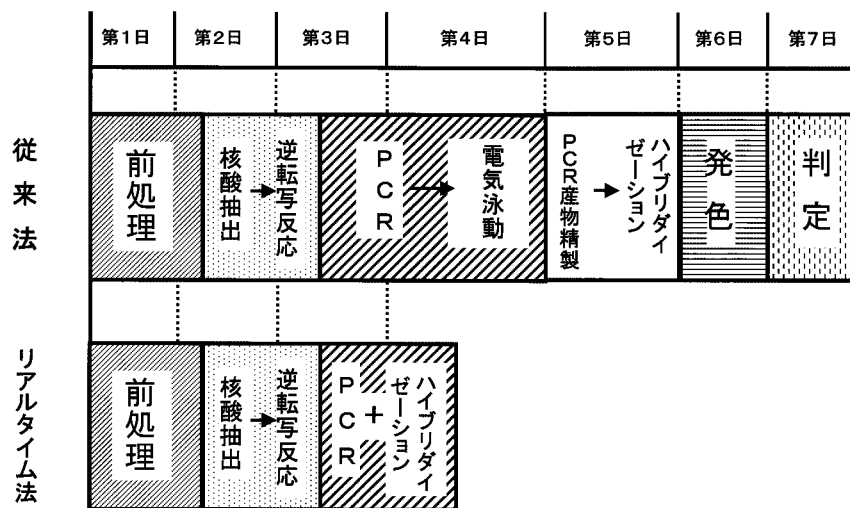 第1日
第2日
第3日
第4日
第5日
第6日
第7日
従来法
前処理
核酸抽出
逆転写反応
PCR
電気泳動
PCR産物精製
ハイブリダイ
ゼーション
発色
判定
リアルタイム法
前処理
核酸抽出
逆転写反応
PCR
+
ハイブリダイ
ゼーション